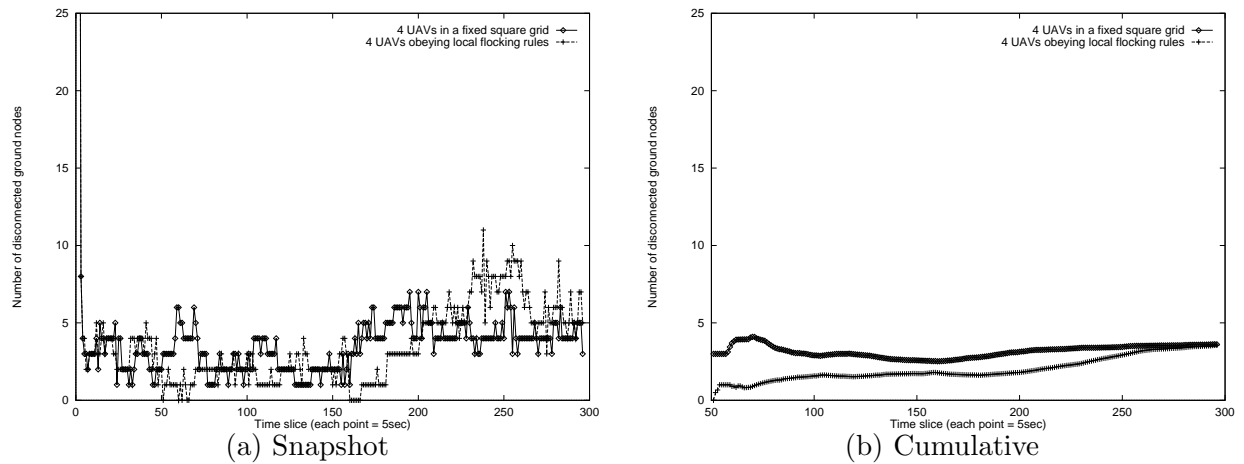 25
20
15
10
5
0
Number of disconnected ground nodes
4 UAVs in a fixed square grid
4 UAVs obeying local flocking rules
0 50 100 150 200 250 300
Time slice (each point = 5sec)
(a) Snapshot
25
20
15
10
5
0
Number of disconnected ground nodes
4 UAVs in a fixed square grid
4 UAVs obeying local flocking rules
50 100 150 200 250 300
Time slice (each point = 5sec)
(b) Cumulative